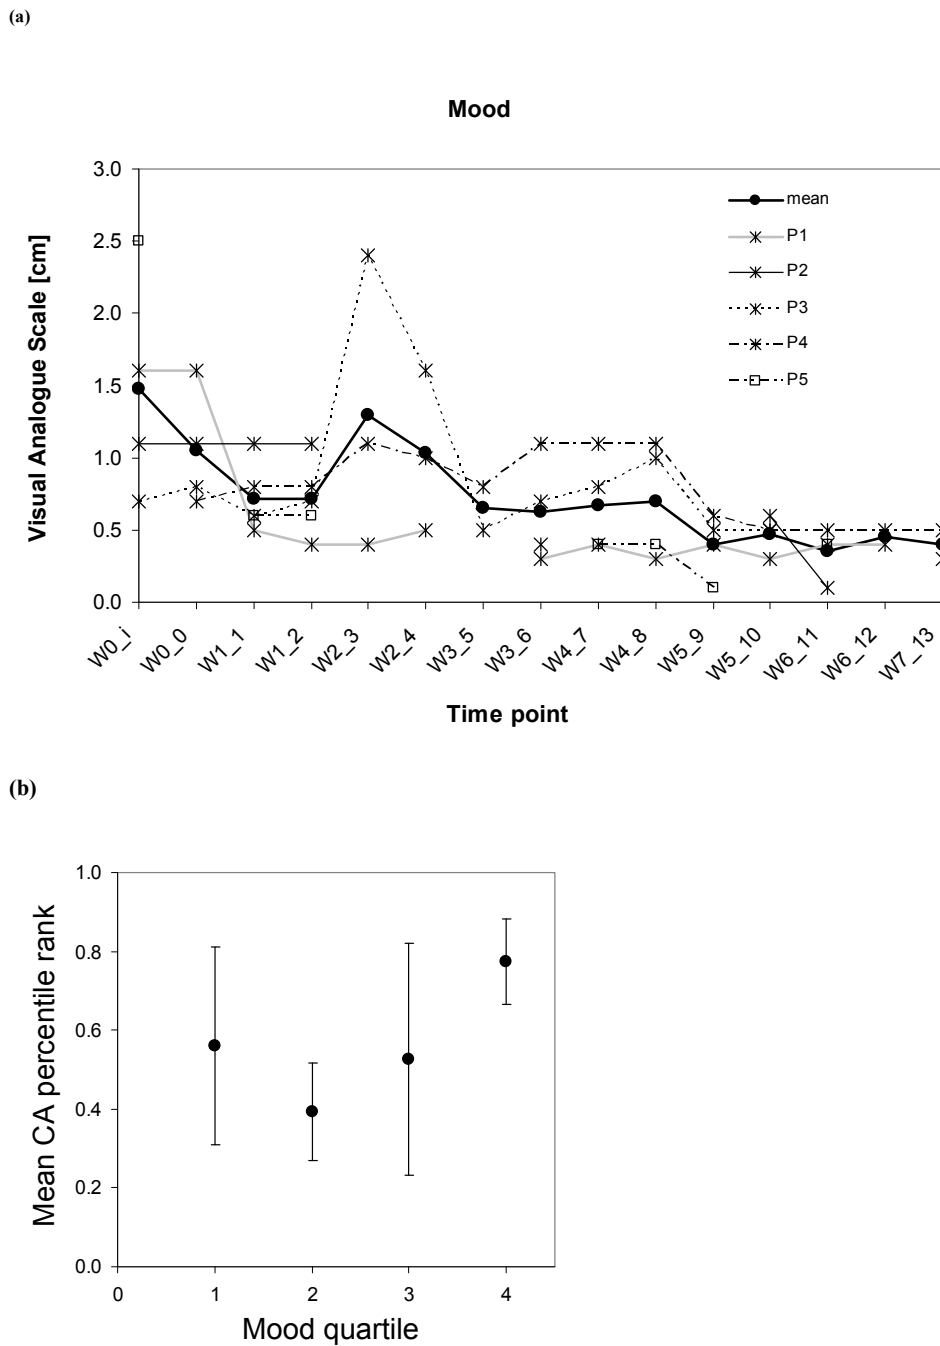 (a)
Mood
Visual Analogue Scale [cm]
3.0
2.5
2.0
1.5
1.0
0.5
0.0
mean
P1
P2
P3
P4
P5
W0_i
W0_0
W1_1
W1_2
W2_3
W2_4
W3_5
W3_6
W4_7
W4_8
W5_9
W5_10
W6_11
W6_12
W7_13
Time point
(b)
Mean CA percentile rank
1.0
0.8
0.6
0.4
0.2
0.0
0
1
2
3
4
Mood quartile